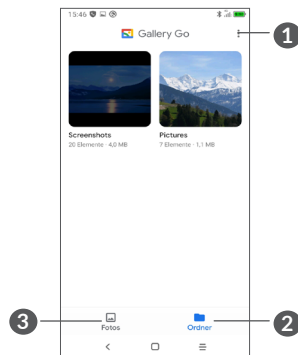 15:46
Gallery Go
1
Screenshots
20 Elemente · 4,0 MB
Pictures
7 Elemente · 1,1 MB
3
Fotos
Ordner
2